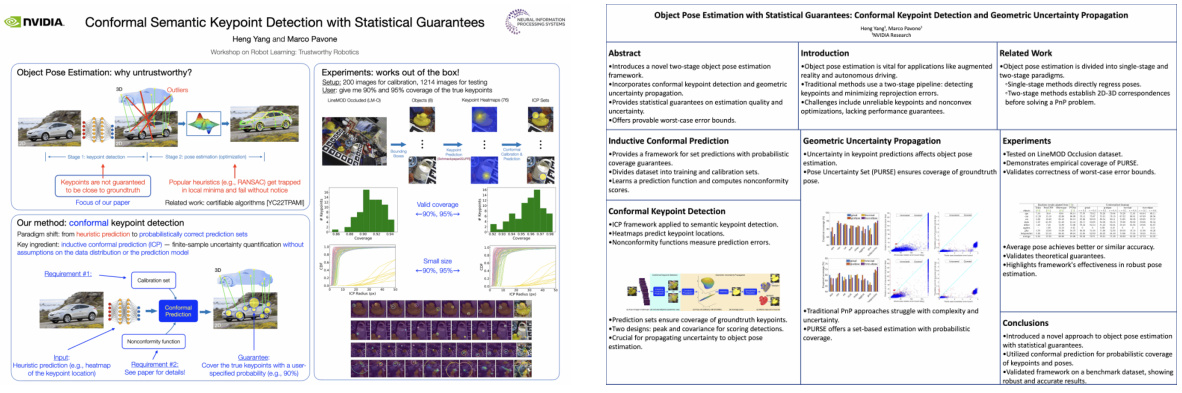 NVIDIA
Conformal Semantic Keypoint Detection with Statistical Guarantees
NEURAL INFORMATION
PROCESSING SYSTEMS
Heng Yang and Marco Pavone
Workshop on Robot Learning: Trustworthy Robotics
Object Pose Estimation: why untrustworthy?
3D
Outliers
Stage 1: keypoint detection
Stage 2: pose estimation (optimization)
Keypoints are not guaranteed
to be close to groundtruth
Focus of our paper
Popular heuristics (e.g., RANSAC) get trapped
in local minima and fail without notice
Related work: certifiable algorithms [YC22TPAMI]
Our method: conformal keypoint detection
Paradigm shift: from heuristic prediction to probabilistically correct prediction sets
Key ingredient: inductive conformal prediction (ICP) — finite-sample uncertainty quantification without
assumptions on the data distribution or the prediction model
Requirement #1:
Calibration set
3D
Conformal
Prediction
Nonconformity function
Input:
Heuristic prediction (e.g., heatmap
of the keypoint location)
Requirement #2:
See paper for details!
Guarantee:
Cover the true keypoints with a user-
specified probability (e.g., 90%)
Experiments: works out of the box!
Setup: 200 images for calibration, 1214 images for testing
User: give me 90% and 95% coverage of the true keypoints
LineMOD Occluded (LM-O)
Objects (8)
Keypoint Heatmaps (76)
ICP Sets
Bounding
Boxes
Keypoint
Prediction
Conformal
Calibration &
Prediction
# Keypoints
Coverage
Valid coverage
←90%, 95%→
# Keypoints
Coverage
CDF
ICP Radius (px)
Small size
←90%, 95%→
CDF
ICP Radius (px)
Object Pose Estimation with Statistical Guarantees: Conformal Keypoint Detection and Geometric Uncertainty Propagation
Heng Yang¹, Marco Pavone¹
¹NVIDIA Research
Abstract
•Introduces a novel two-stage object pose estimation
framework.
•Incorporates conformal keypoint detection and geometric
uncertainty propagation.
•Provides statistical guarantees on estimation quality and
uncertainty.
•Offers provable worst-case error bounds.
Introduction
•Object pose estimation is vital for applications like augmented
reality and autonomous driving.
•Traditional methods use a two-stage pipeline: detecting
keypoints and minimizing reprojection errors.
•Challenges include unreliable keypoints and nonconvex
optimizations, lacking performance guarantees.
Related Work
•Object pose estimation is divided into single-stage and
two-stage paradigms.
◦Single-stage methods directly regress poses.
◦Two-stage methods establish 2D-3D correspondences
before solving a PnP problem.
Inductive Conformal Prediction
•Provides a framework for set predictions with probabilistic
coverage guarantees.
•Divides dataset into training and calibration sets.
•Learns a prediction function and computes nonconformity
scores.
Conformal Keypoint Detection
•ICP framework applied to semantic keypoint detection.
•Heatmaps predict keypoint locations.
•Nonconformity functions measure prediction errors.
•Prediction sets ensure coverage of groundtruth keypoints.
•Two designs: peak and covariance for scoring detections.
•Crucial for propagating uncertainty to object pose
estimation.
Geometric Uncertainty Propagation
•Uncertainty in keypoint predictions affects object pose
estimation.
•Pose Uncertainty Set (PURSE) ensures coverage of groundtruth
pose.
•Traditional PnP approaches struggle with complexity and
uncertainty.
•PURSE offers a set-based estimation with probabilistic
coverage.
Experiments
•Tested on LineMOD Occlusion dataset.
•Demonstrates empirical coverage of PURSE.
•Validates correctness of worst-case error bounds.
•Average pose achieves better or similar accuracy.
•Validates theoretical guarantees.
•Highlights framework's effectiveness in robust pose
estimation.
Conclusions
•Introduced a novel approach to object pose estimation
with statistical guarantees.
•Utilized conformal prediction for probabilistic coverage
of keypoints and poses.
•Validated framework on a benchmark dataset, showing
robust and accurate results.